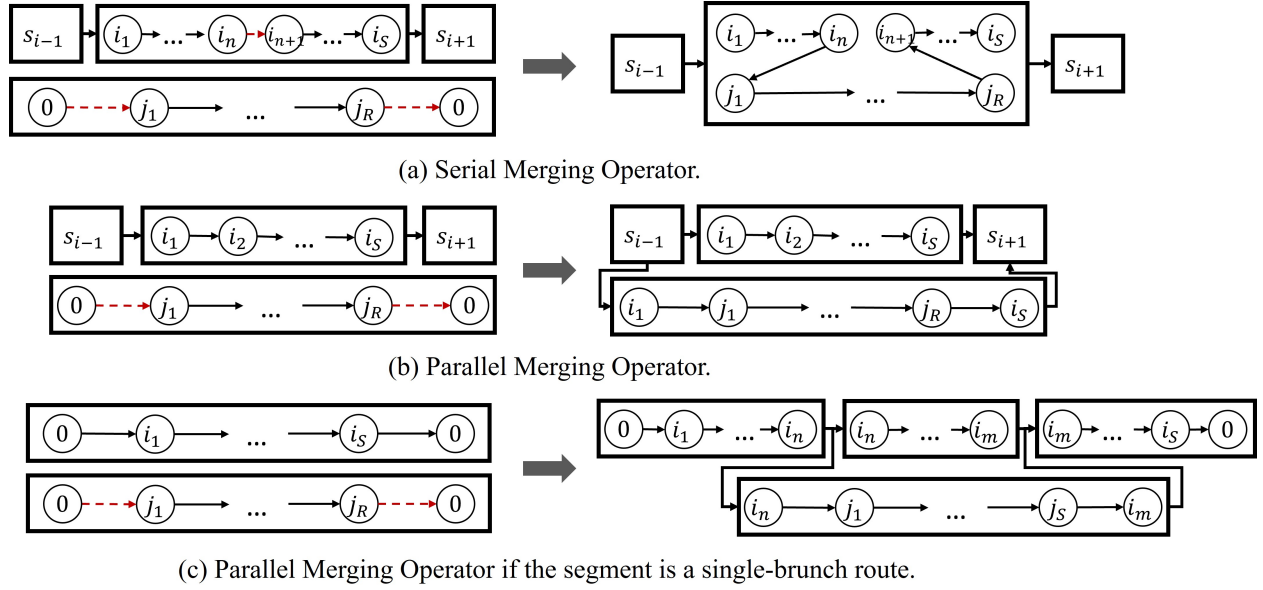 s_{i−1} i_1 ... i_n i_{n+1} ... i_S s_{i+1}
0 j_1 ... j_R 0
i_1 ... i_n i_{n+1} ... i_S
s_{i−1} s_{i+1}
j_1 ... j_R
(a) Serial Merging Operator.
s_{i−1} i_1 i_2 ... i_S s_{i+1}
0 j_1 ... j_R 0
s_{i−1} i_1 i_2 ... i_S s_{i+1}
i_1 j_1 ... j_R i_S
(b) Parallel Merging Operator.
0 i_1 ... i_S 0
0 j_1 ... j_R 0
0 i_1 ... i_n i_n ... i_m i_m ... i_S 0
i_n j_1 ... j_S i_m
(c) Parallel Merging Operator if the segment is a single-brunch route.